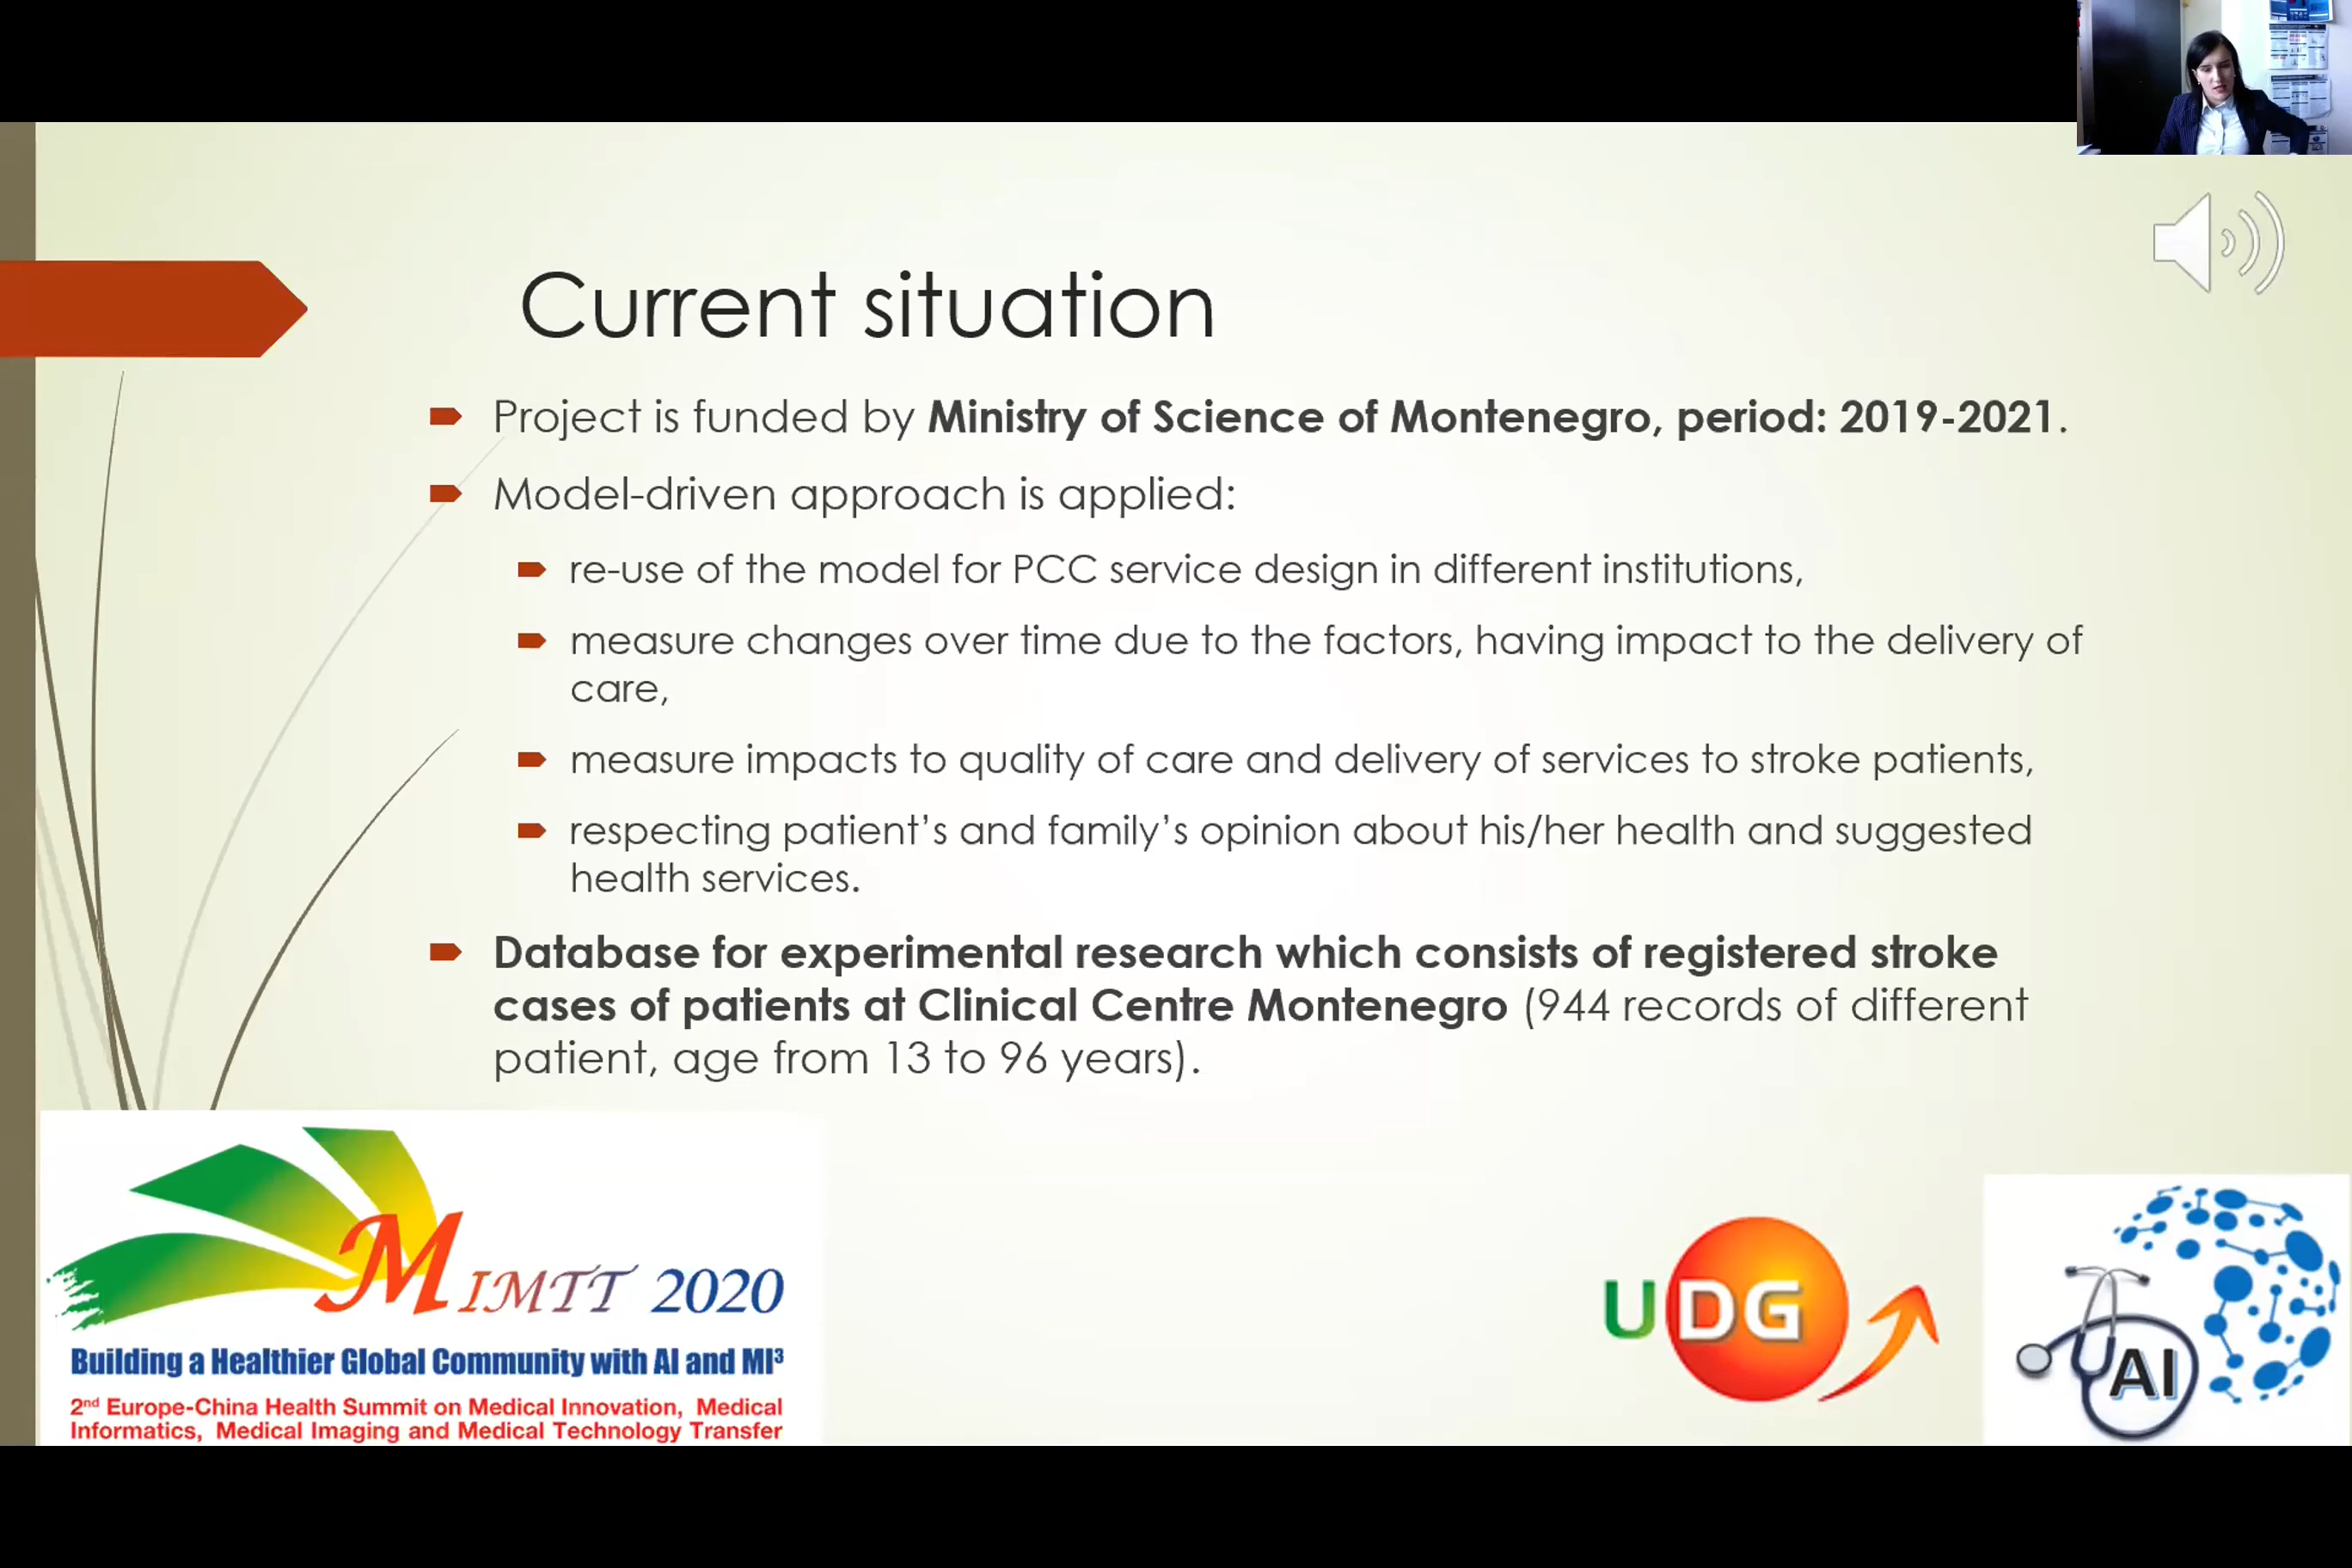 Current situation
Project is funded by Ministry of Science of Montenegro, period: 2019-2021.
Model-driven approach is applied:
re-use of the model for PCC service design in different institutions,
measure changes over time due to the factors, having impact to the delivery of
care,
measure impacts to quality of care and delivery of services to stroke patients,
respecting patient's and family's opinion about his/her health and suggested
health services.
Database for experimental research which consists of registered stroke
cases of patients at Clinical Centre Montenegro (944 records of different
patient, age from 13 to 96 years).
MIMTT 2020
Building a Healthier Global Community with AI and MI³
2nd Europe-China Health Summit on Medical Innovation, Medical
Informatics, Medical Imaging and Medical Technology Transfer
UDG
AI